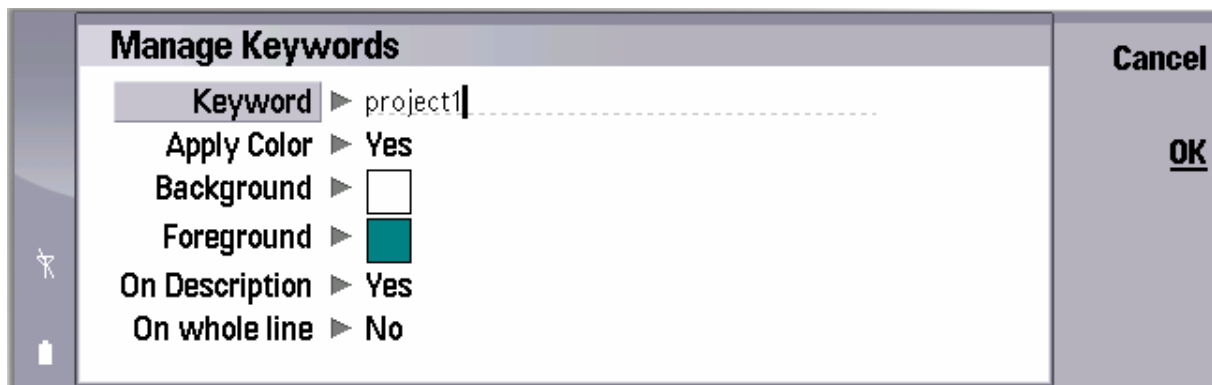 Manage Keywords
Cancel
Keyword project1
Apply Color Yes
OK
Background
Foreground
On Description Yes
On whole line No